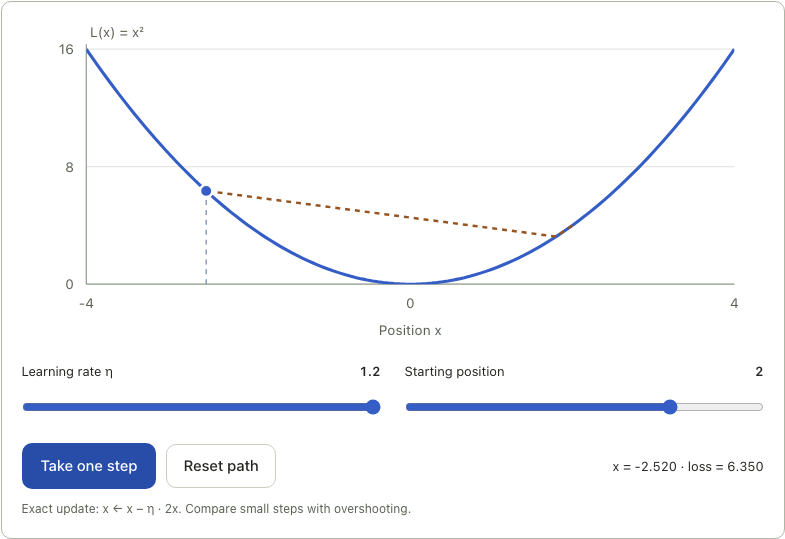 L(x) = x²
16
8
0
-4 0 4
Position x
Learning rate η 1.2 Starting position 2
Take one step Reset path x = -2.520 · loss = 6.350
Exact update: x ← x − η · 2x. Compare small steps with overshooting.